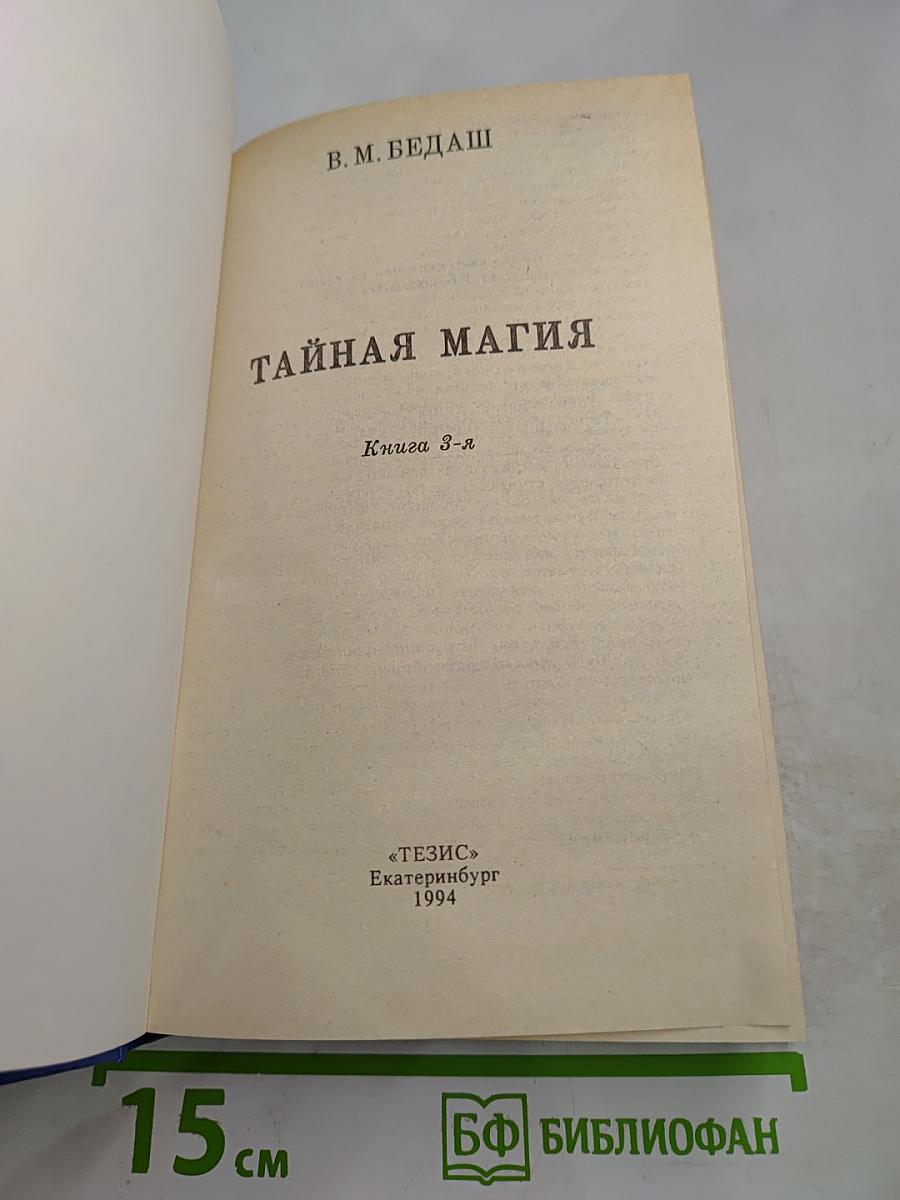 В. М. БЕДАШ
ТАЙНАЯ МАГИЯ
Книга 3-я
«ТЕЗИС»
Екатеринбург
1994
15 см
БФ БИБЛИОФАН